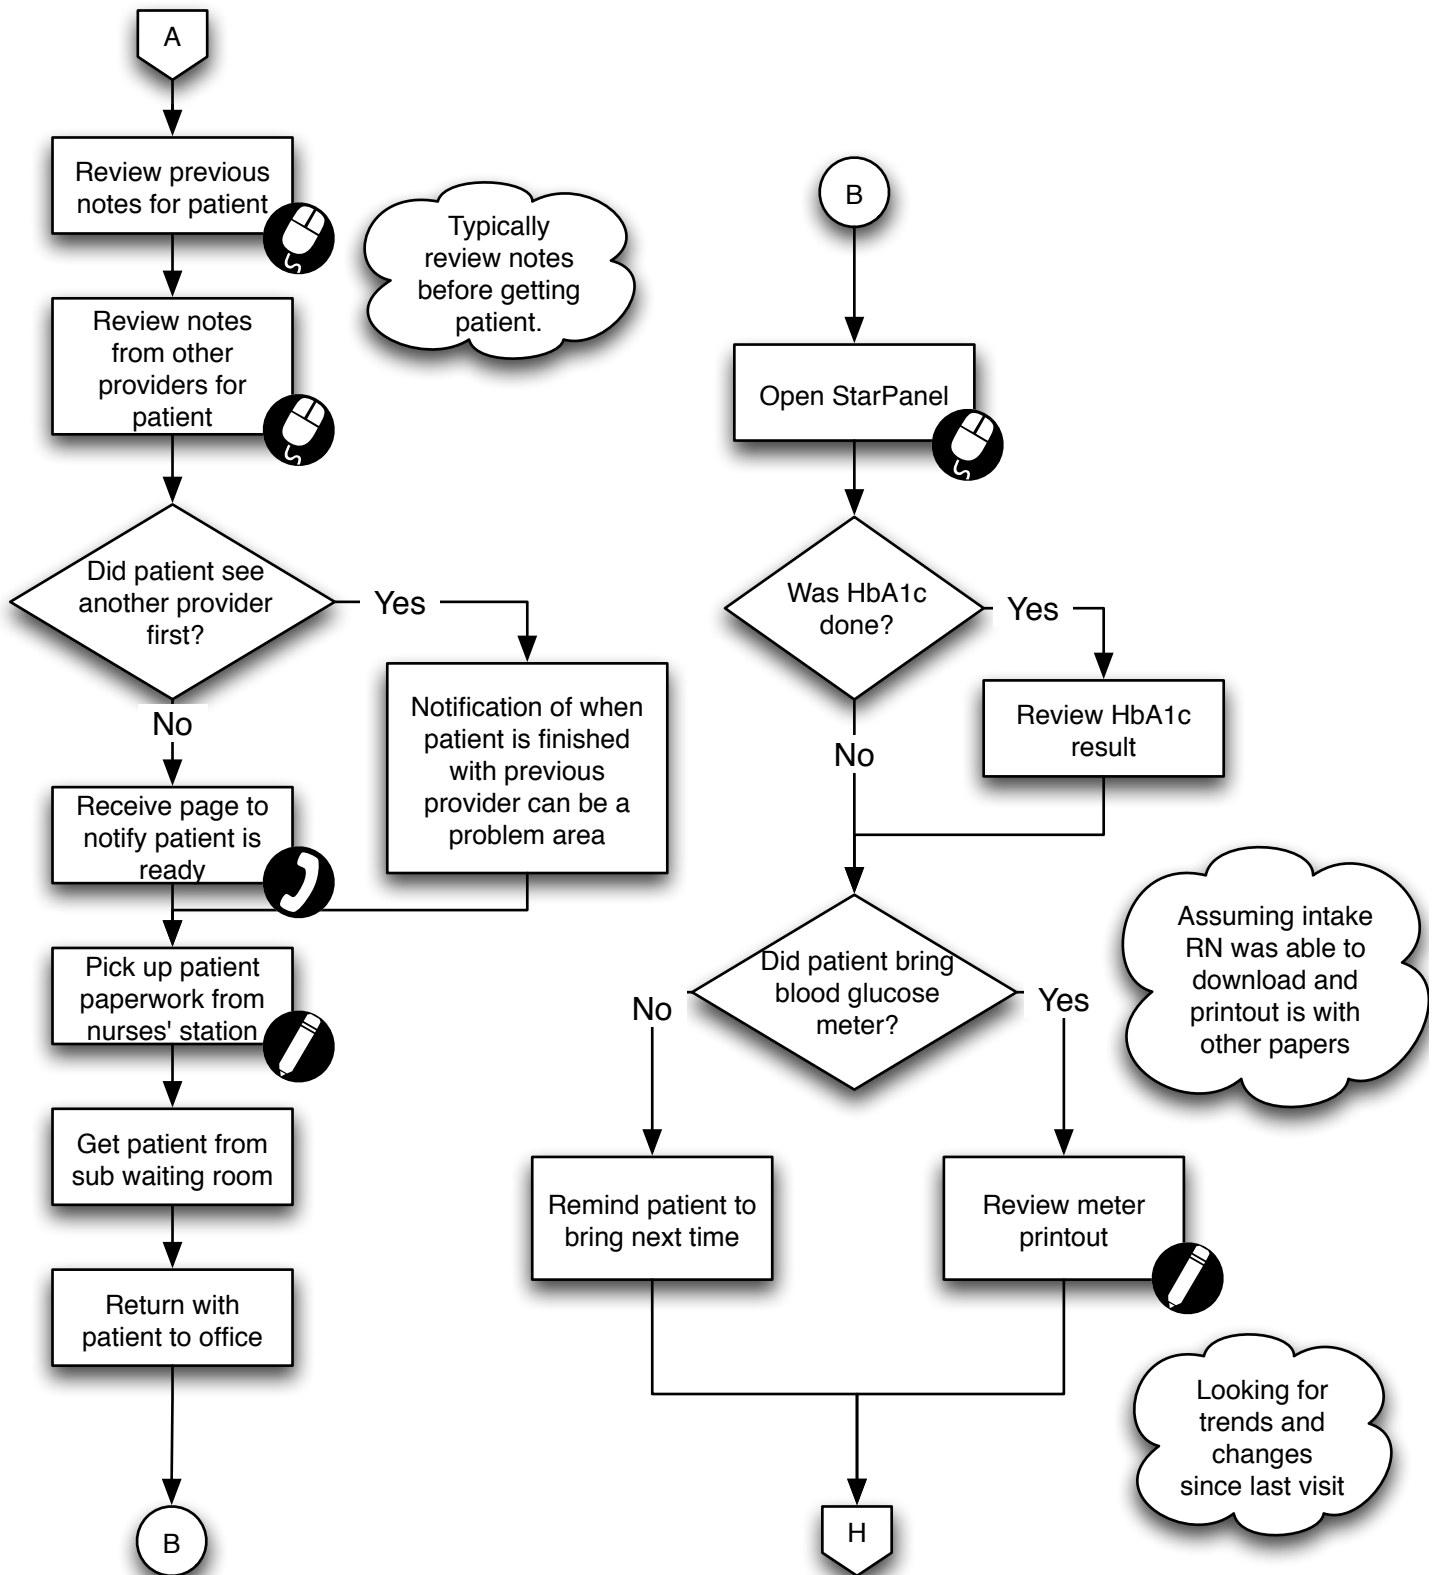 A
Review previous
notes for patient
Typically
review notes
before getting
patient.
Review notes
from other
providers for
patient
Did patient see
another provider
first?
Yes
No
Notification of when
patient is finished
with previous
provider can be a
problem area
Receive page to
notify patient is
ready
Pick up patient
paperwork from
nurses' station
Get patient from
sub waiting room
Return with
patient to office
B
B
Open StarPanel
Was HbA1c
done?
Yes
No
Review HbA1c
result
Did patient bring
blood glucose
meter?
No
Yes
Assuming intake
RN was able to
download and
printout is with
other papers
Remind patient to
bring next time
Review meter
printout
Looking for
trends and
changes
since last visit
H